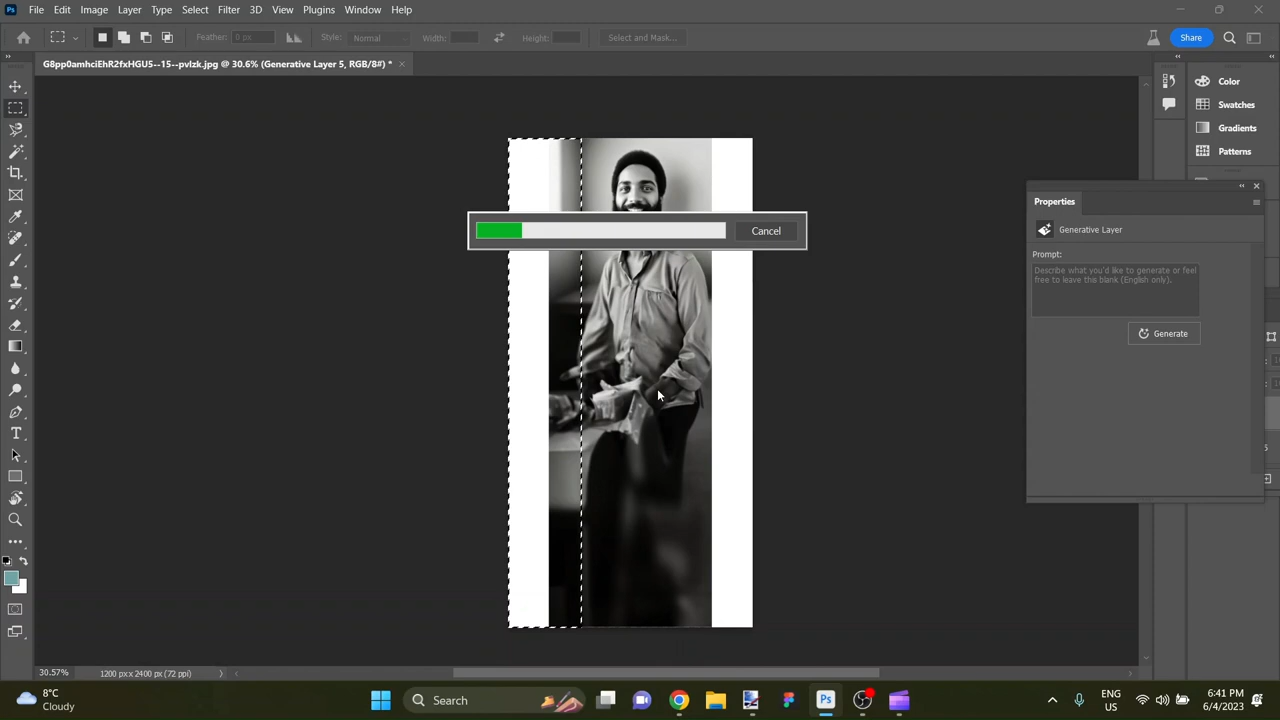 Ps File Edit Image Layer Type Select Filter 3D View Plugins Window Help
Feather: 0 px Style: Normal Width: Height: Select and Mask... Share
G8pp0amhciEhR2fxHGU5--15--pvlzk.jpg @ 30.6% (Generative Layer 5, RGB/8#) *
Color
Swatches
Gradients
Patterns
Cancel
Properties
Generative Layer
Prompt:
Describe what you'd like to generate or feel
free to leave this blank (English only).
Generate
30.57% 1200 px x 2400 px (72 ppi)
8°C
Cloudy
Search
Ps
ENG
US
6:41 PM
6/4/2023